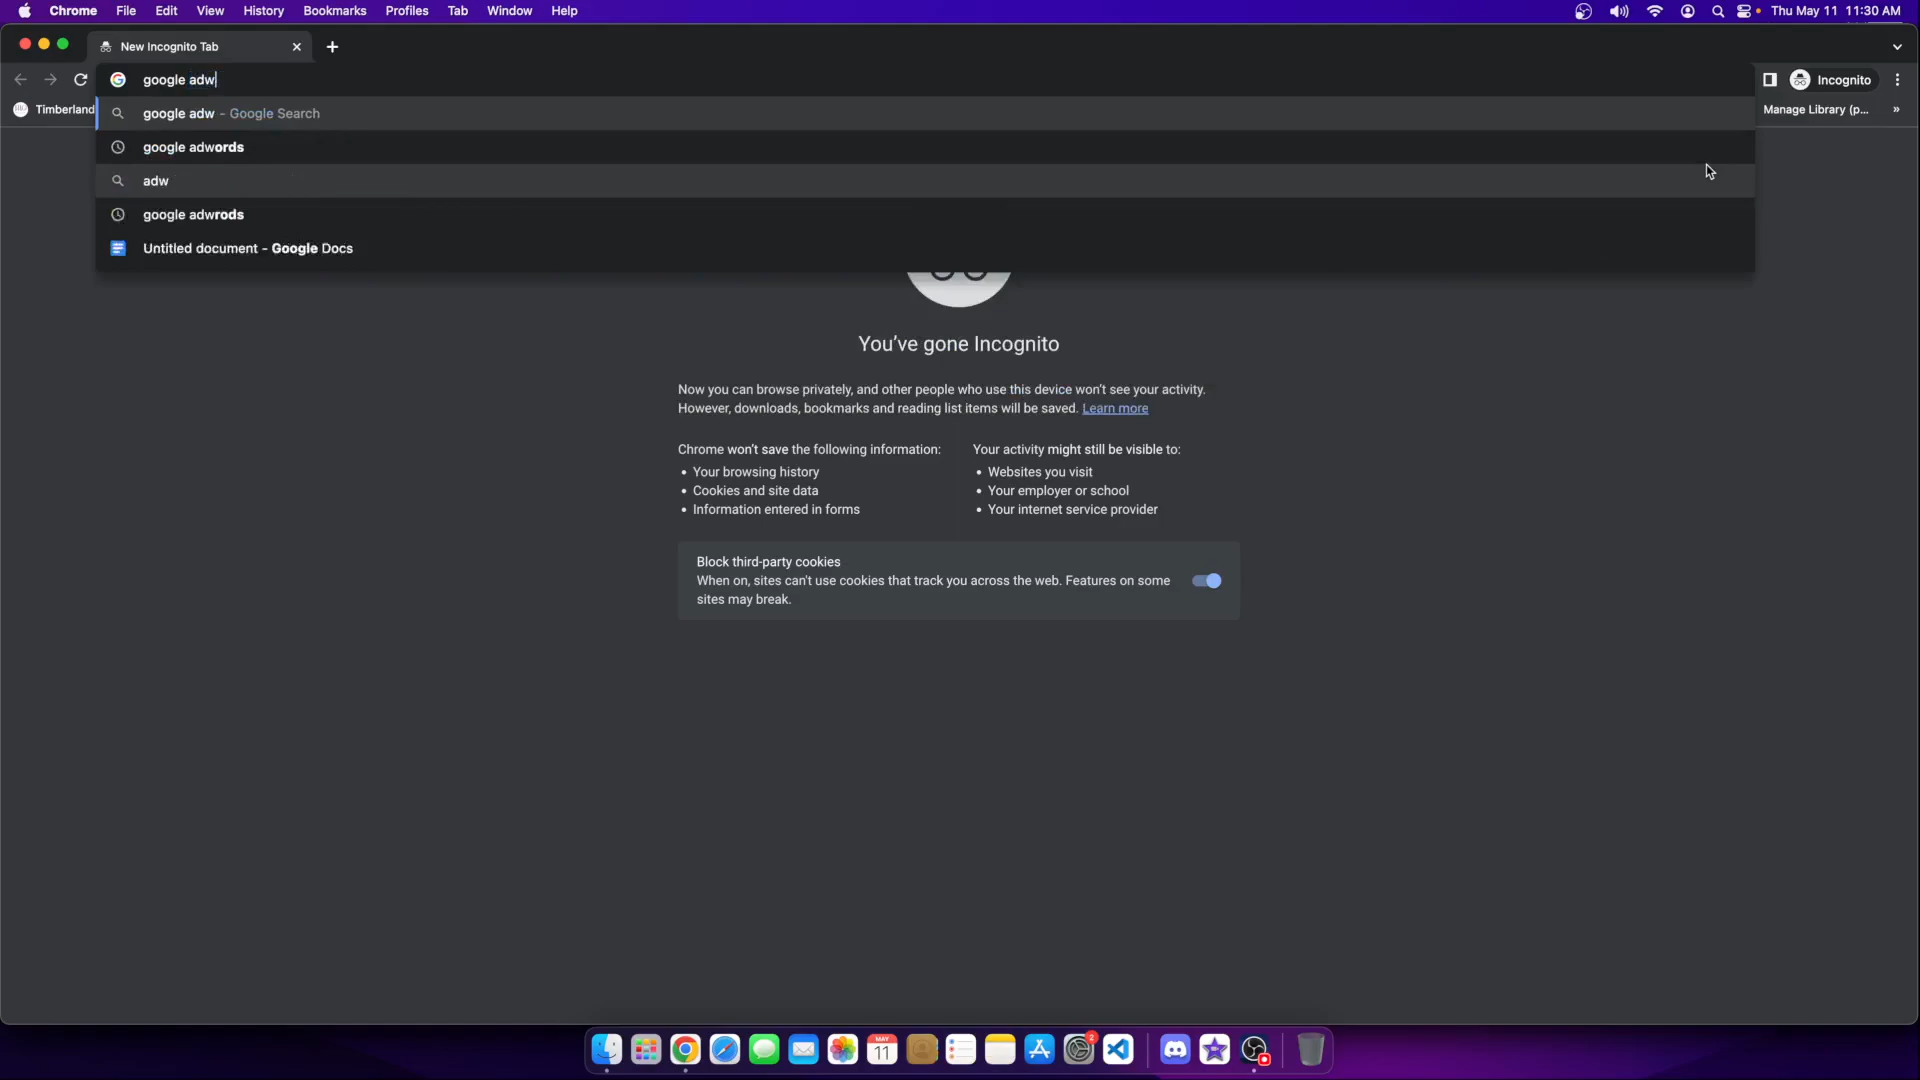 Chrome File Edit View History Bookmarks Profiles Tab Window Help Thu May 11 11:30 AM
New Incognito Tab
google adw Incognito
Timberland Manage Library (p...
google adw - Google Search
google adwords
adw
google adwrods
Untitled document - Google Docs
You've gone Incognito
Now you can browse privately, and other people who use this device won't see your activity.
However, downloads, bookmarks and reading list items will be saved. Learn more
Chrome won't save the following information:
• Your browsing history
• Cookies and site data
• Information entered in forms
Your activity might still be visible to:
• Websites you visit
• Your employer or school
• Your internet service provider
Block third-party cookies
When on, sites can't use cookies that track you across the web. Features on some
sites may break.
MAY
11
2